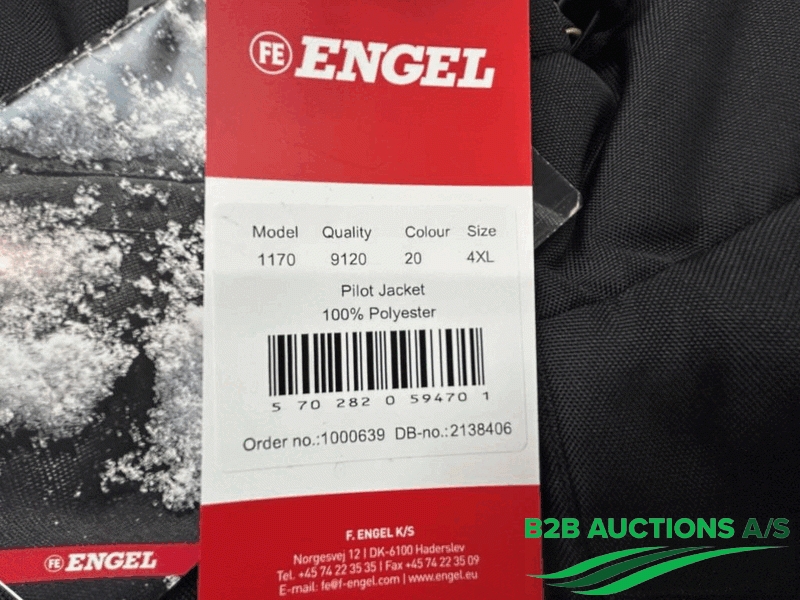 FE ENGEL
Model Quality Colour Size
1170 9120 20 4XL
Pilot Jacket
100% Polyester
5 70 282 0 59470 1
Order no.:1000639 DB-no.:2138406
F. ENGEL K/S
Norgesvej 12 | DK-6100 Haderslev
Tel. +45 74 22 35 35 | Fax +45 74 22 35 09
E-mail: fe@f-engel.com | www.engel.eu
FE ENGEL
B2B AUCTIONS A/S